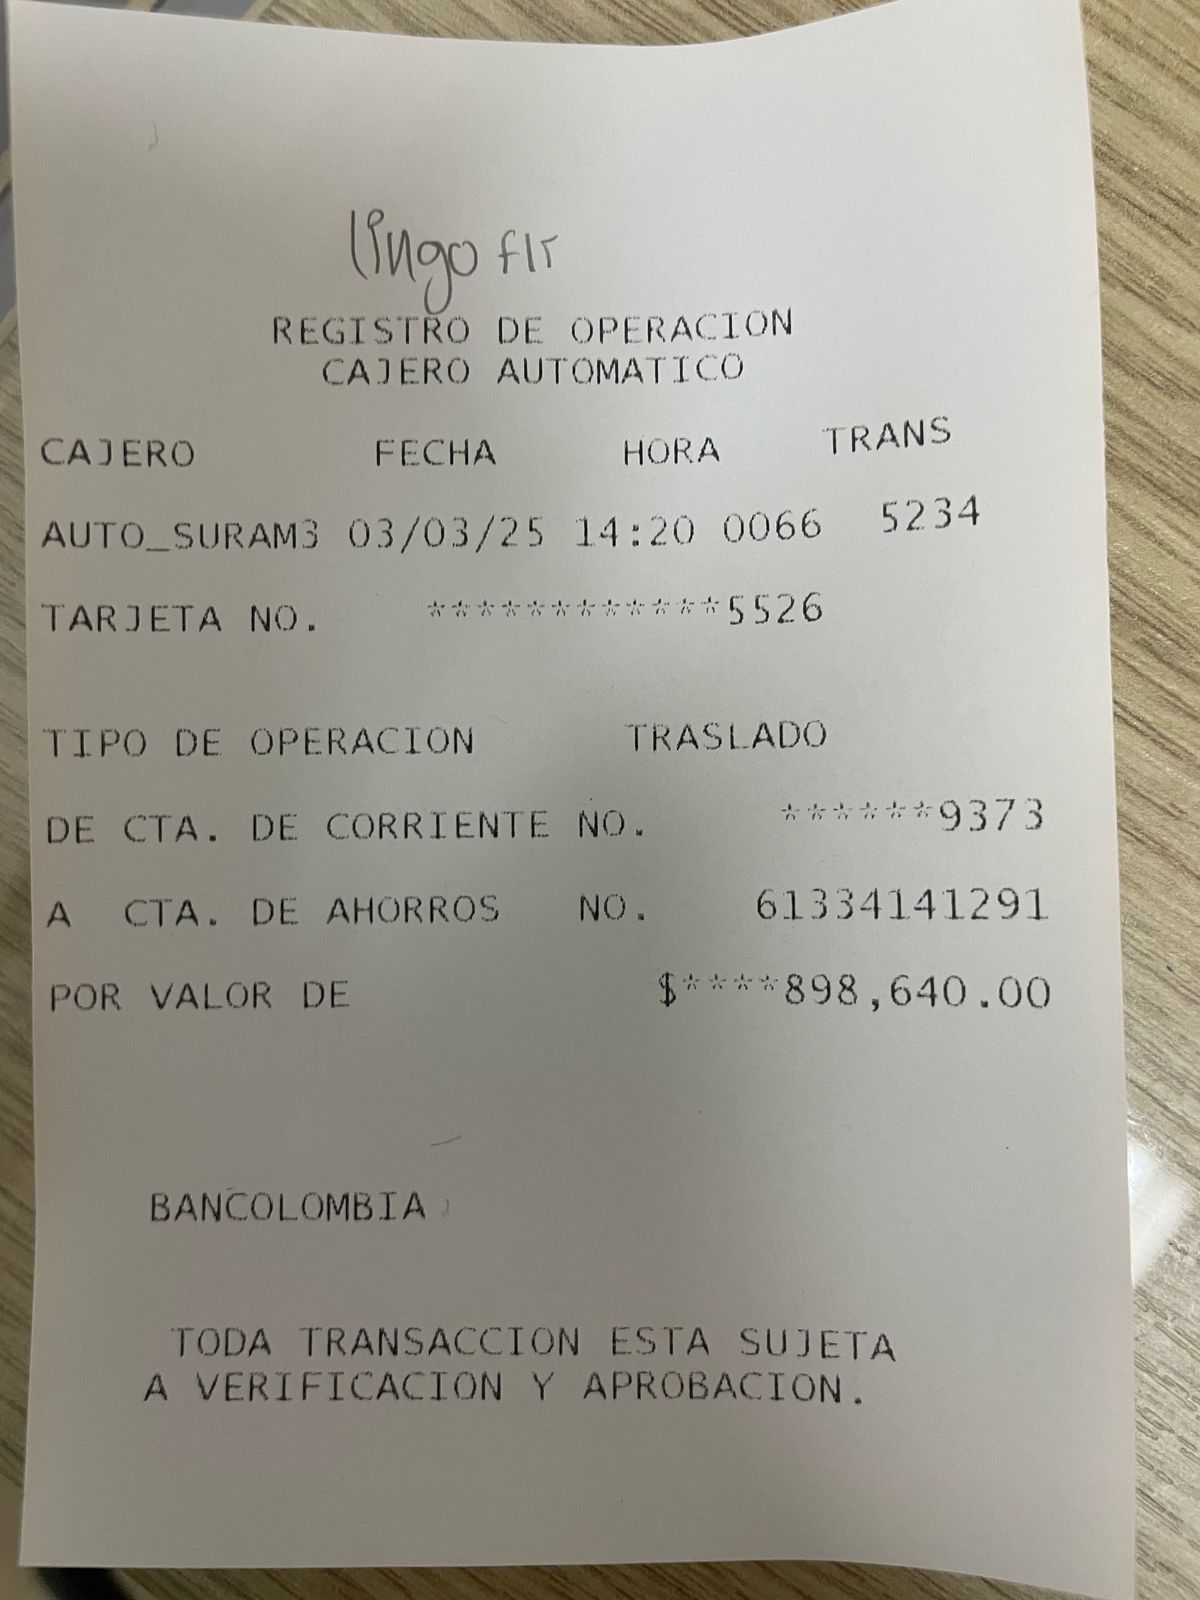 lingo flr
REGISTRO DE OPERACION
CAJERO AUTOMATICO
CAJERO FECHA HORA TRANS
AUTO_SURAM3 03/03/25 14:20 0066 5234
TARJETA NO. ************5526
TIPO DE OPERACION TRASLADO
DE CTA. DE CORRIENTE NO. ******9373
A CTA. DE AHORROS NO. 61334141291
POR VALOR DE $****898,640.00
BANCOLOMBIA
TODA TRANSACCION ESTA SUJETA
A VERIFICACION Y APROBACION.